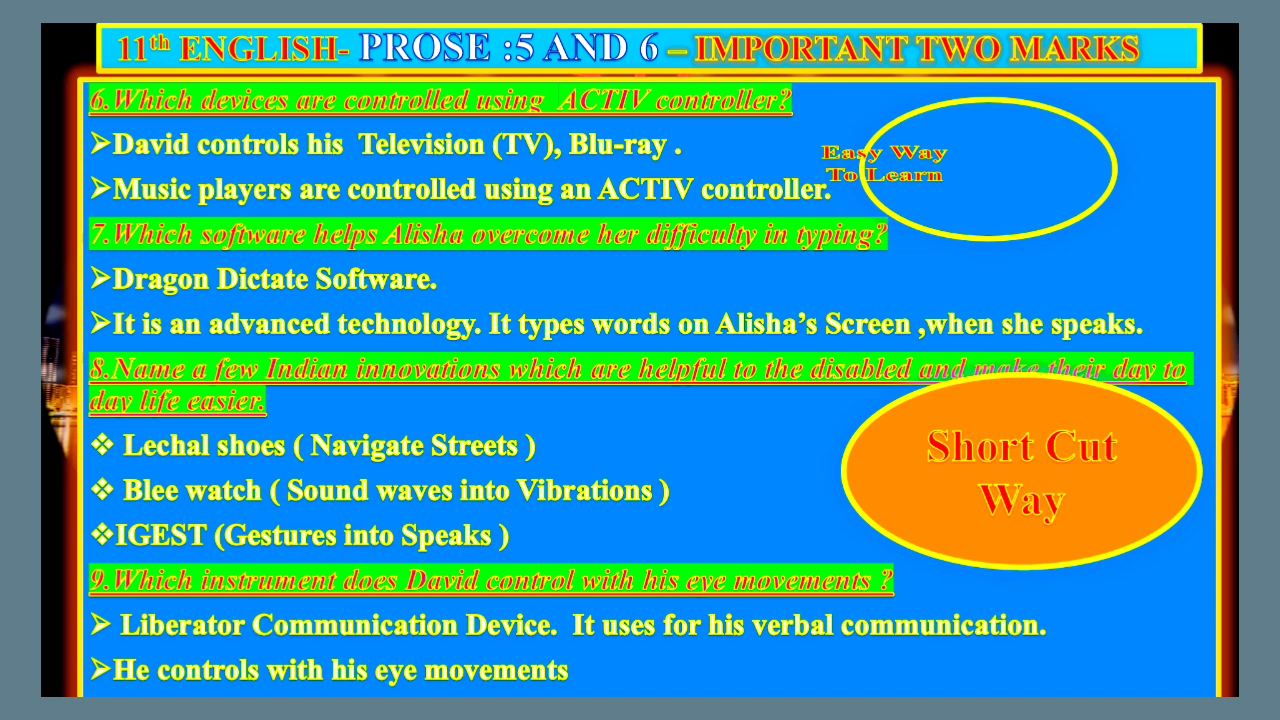 11th ENGLISH- PROSE :5 AND 6 – IMPORTANT TWO MARKS
6.Which devices are controlled using ACTIV controller?
➢David controls his Television (TV), Blu-ray .
➢Music players are controlled using an ACTIV controller.
Easy Way
To Learn
7.Which software helps Alisha overcome her difficulty in typing?
➢Dragon Dictate Software.
➢It is an advanced technology. It types words on Alisha’s Screen ,when she speaks.
8.Name a few Indian innovations which are helpful to the disabled and make their day to
day life easier.
❖ Lechal shoes ( Navigate Streets )
❖ Blee watch ( Sound waves into Vibrations )
❖IGEST (Gestures into Speaks )
Short Cut
Way
9.Which instrument does David control with his eye movements ?
➢ Liberator Communication Device. It uses for his verbal communication.
➢He controls with his eye movements